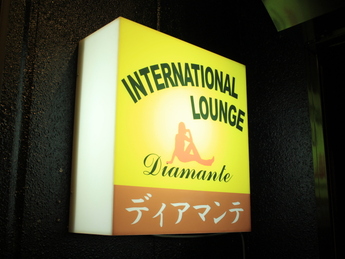 INTERNATIONAL
LOUNGE
Diamante
ディアマンテ